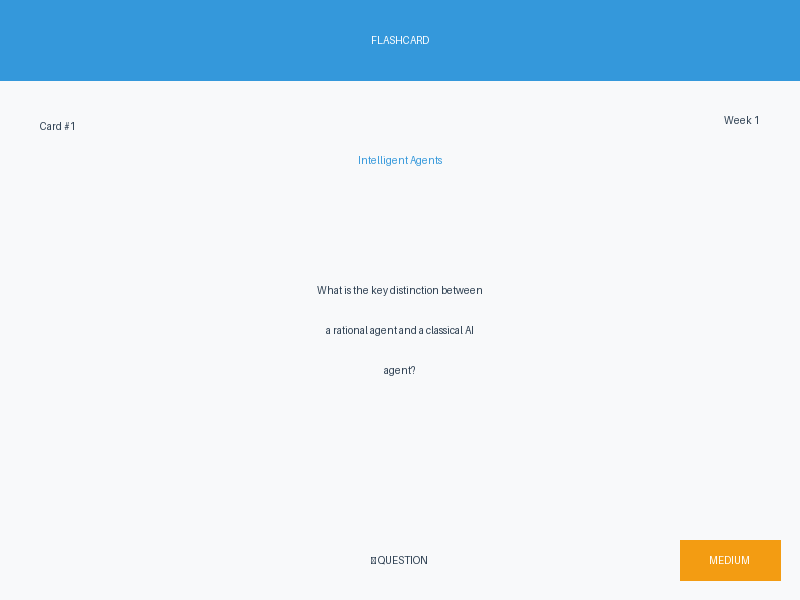 FLASHCARD
Card #1
Week 1
Intelligent Agents
What is the key distinction between
a rational agent and a classical AI
agent?
QUESTION
MEDIUM